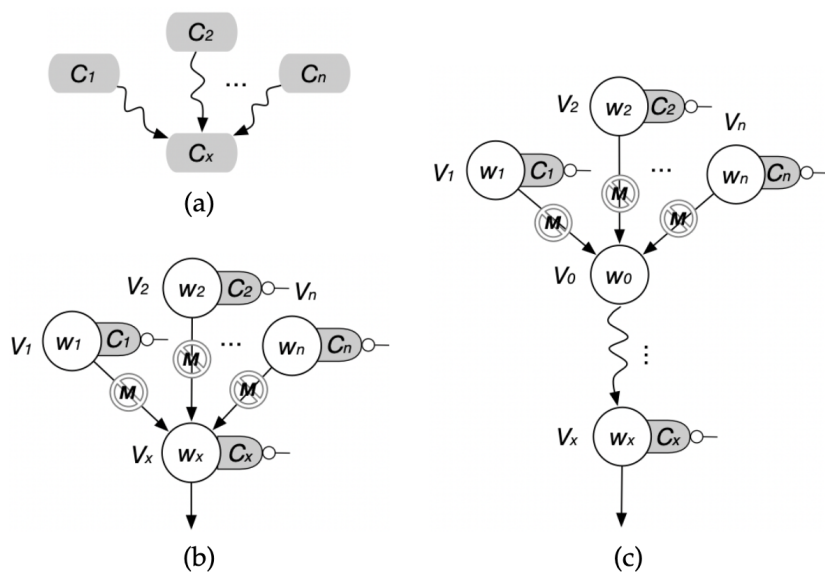 C1
C2
...
Cn
Cx
(a)
V1
w1
C1
V2
w2
C2
...
Vn
wn
Cn
M
M
M
Vx
wx
Cx
(b)
V2
w2
C2
V1
w1
C1
...
Vn
wn
Cn
M
M
M
V0
w0
...
Vx
wx
Cx
(c)